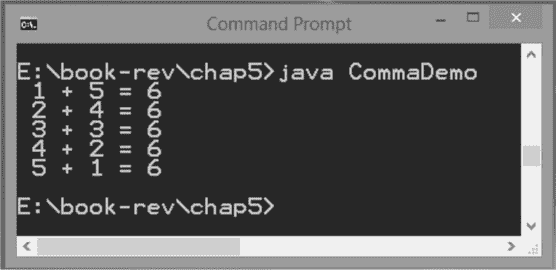 Command Prompt
E:\book-rev\chap5>java CommaDemo
1 + 5 = 6
2 + 4 = 6
3 + 3 = 6
4 + 2 = 6
5 + 1 = 6
E:\book-rev\chap5>